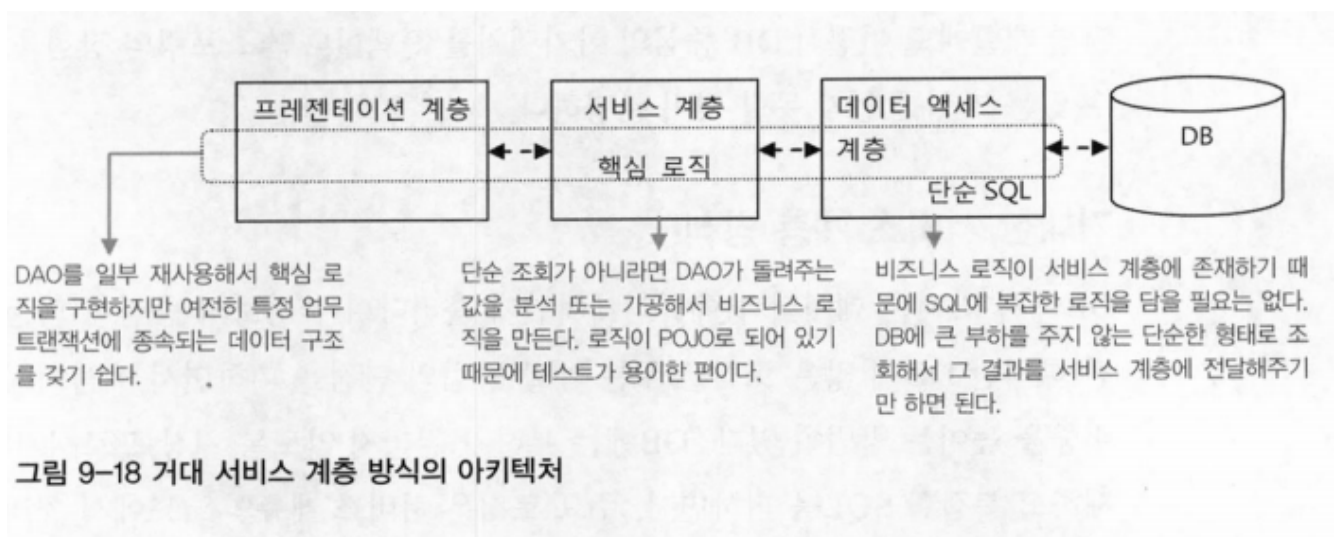 프레젠테이션 계층
서비스 계층
핵심 로직
데이터 액세스
계층
단순 SQL
DB
DAO를 일부 재사용해서 핵심 로
직을 구현하지만 여전히 특정 업무
트랜잭션에 종속되는 데이터 구조
를 갖기 쉽다.
단순 조회가 아니라면 DAO가 돌려주는
값을 분석 또는 가공해서 비즈니스 로
직을 만든다. 로직이 POJO로 되어 있기
때문에 테스트가 용이한 편이다.
비즈니스 로직이 서비스 계층에 존재하기 때
문에 SQL에 복잡한 로직을 담을 필요는 없다.
DB에 큰 부하를 주지 않는 단순한 형태로 조
회해서 그 결과를 서비스 계층에 전달해주기
만 하면 된다.
그림 9-18 거대 서비스 계층 방식의 아키텍처